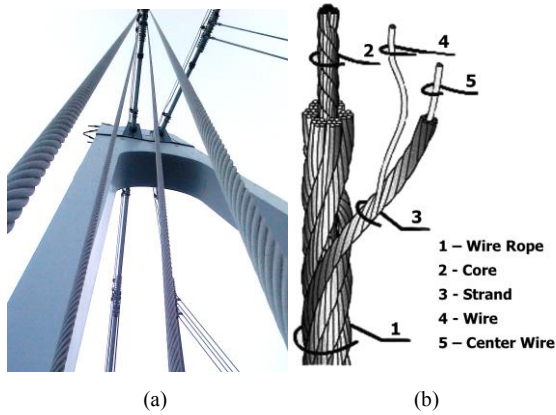 2
4
5
3
1
1 – Wire Rope
2 - Core
3 - Strand
4 - Wire
5 – Center Wire
(a)
(b)